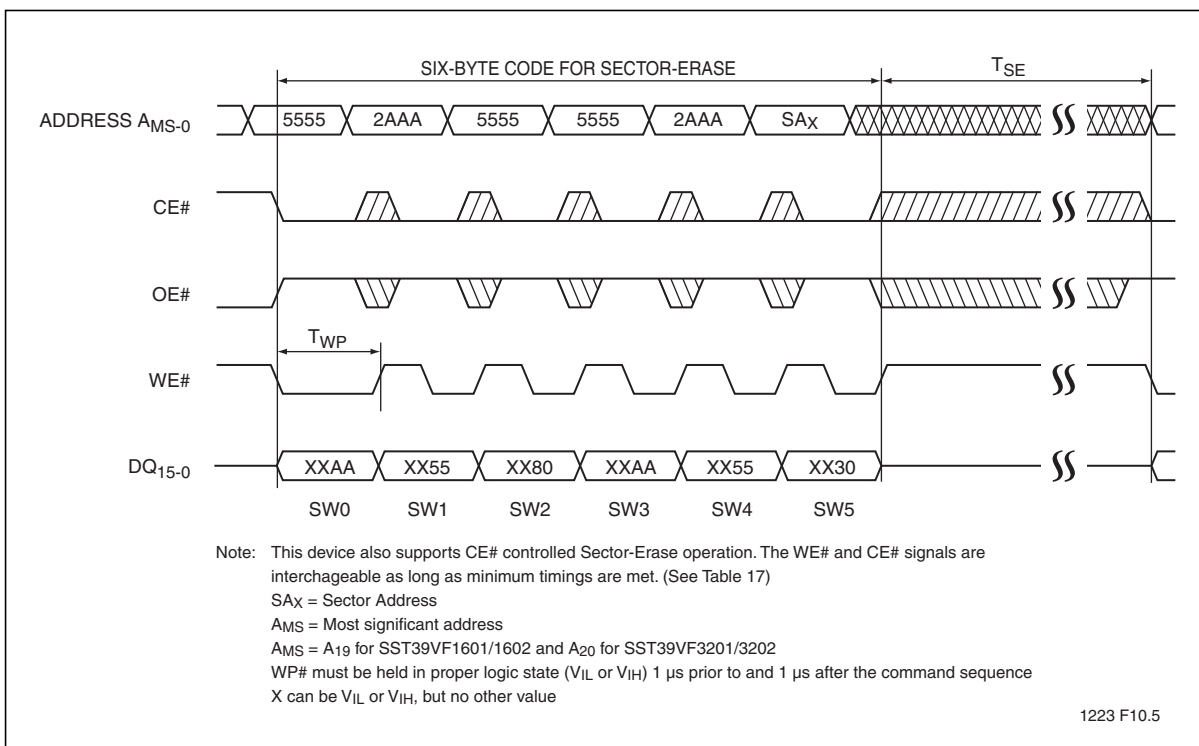 SIX-BYTE CODE FOR SECTOR-ERASE TSE
ADDRESS AMS-0 5555 2AAA 5555 5555 2AAA SAX
CE#
OE#
TWP
WE#
DQ15-0 XXAA XX55 XX80 XXAA XX55 XX30
SW0 SW1 SW2 SW3 SW4 SW5
Note: This device also supports CE# controlled Sector-Erase operation. The WE# and CE# signals are
interchageable as long as minimum timings are met. (See Table 17)
SAX = Sector Address
AMS = Most significant address
AMS = A19 for SST39VF1601/1602 and A20 for SST39VF3201/3202
WP# must be held in proper logic state (VIL or VIH) 1 µs prior to and 1 µs after the command sequence
X can be VIL or VIH, but no other value
1223 F10.5